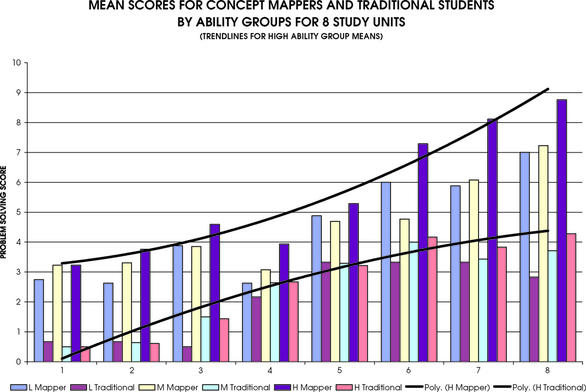 MEAN SCORES FOR CONCEPT MAPPERS AND TRADITIONAL STUDENTS
BY ABILITY GROUPS FOR 8 STUDY UNITS
(TRENDLINES FOR HIGH ABILITY GROUP MEANS)
PROBLEM SOLVING SCORE
10
9
8
7
6
5
4
3
2
1
0
1 2 3 4 5 6 7 8
L Mapper L Traditional M Mapper M Traditional H Mapper H Traditional Poly. (H Mapper) Poly. (H Traditional)